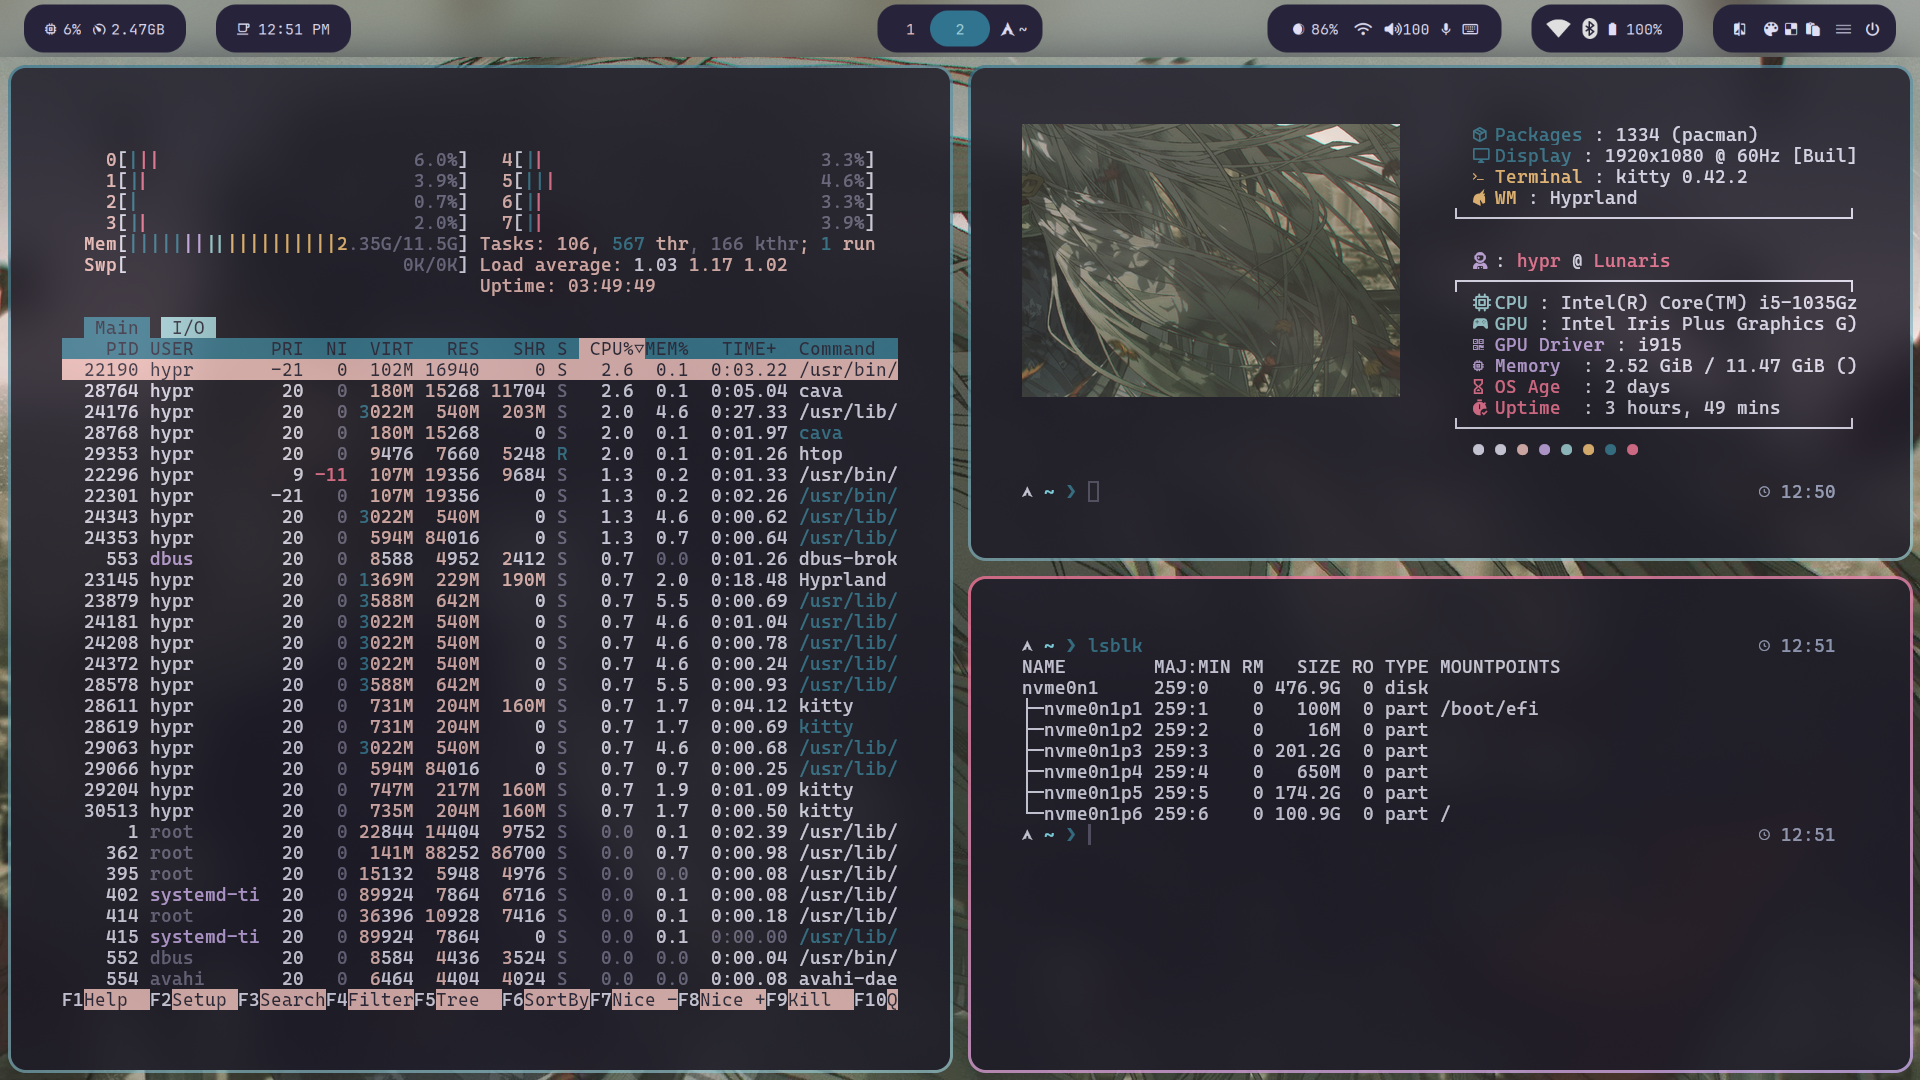 6% 2.47GB
12:51 PM
1 2 ~
86% 100
100%
0[||| 6.0%] 4[|| 3.3%]
1[|| 3.9%] 5[||| 4.6%]
2[| 0.7%] 6[|| 3.3%]
3[|| 2.0%] 7[|| 3.9%]
Mem[|||||||||||||||||||2.35G/11.5G] Tasks: 106, 567 thr, 166 kthr; 1 run
Swp[ 0K/0K] Load average: 1.03 1.17 1.02
Uptime: 03:49:49
Main I/O
PID USER PRI NI VIRT RES SHR S CPU%▽MEM% TIME+ Command
22190 hypr -21 0 102M 16940 0 S 2.6 0.1 0:03.22 /usr/bin/
28764 hypr 20 0 180M 15268 11704 S 2.6 0.1 0:05.04 cava
24176 hypr 20 0 3022M 540M 203M S 2.0 4.6 0:27.33 /usr/lib/
28768 hypr 20 0 180M 15268 0 S 2.0 0.1 0:01.97 cava
29353 hypr 20 0 9476 7660 5248 R 2.0 0.1 0:01.26 htop
22296 hypr 9 -11 107M 19356 9684 S 1.3 0.2 0:01.33 /usr/bin/
22301 hypr -21 0 107M 19356 0 S 1.3 0.2 0:02.26 /usr/bin/
24343 hypr 20 0 3022M 540M 0 S 1.3 4.6 0:00.62 /usr/lib/
24353 hypr 20 0 594M 84016 0 S 1.3 0.7 0:00.64 /usr/lib/
553 dbus 20 0 8588 4952 2412 S 0.7 0.0 0:01.26 dbus-brok
23145 hypr 20 0 1369M 229M 190M S 0.7 2.0 0:18.48 Hyprland
23879 hypr 20 0 3588M 642M 0 S 0.7 5.5 0:00.69 /usr/lib/
24181 hypr 20 0 3022M 540M 0 S 0.7 4.6 0:01.04 /usr/lib/
24208 hypr 20 0 3022M 540M 0 S 0.7 4.6 0:00.78 /usr/lib/
24372 hypr 20 0 3022M 540M 0 S 0.7 4.6 0:00.24 /usr/lib/
28578 hypr 20 0 3588M 642M 0 S 0.7 5.5 0:00.93 /usr/lib/
28611 hypr 20 0 731M 204M 160M S 0.7 1.7 0:04.12 kitty
28619 hypr 20 0 731M 204M 0 S 0.7 1.7 0:00.69 kitty
29063 hypr 20 0 3022M 540M 0 S 0.7 4.6 0:00.68 /usr/lib/
29066 hypr 20 0 594M 84016 0 S 0.7 0.7 0:00.25 /usr/lib/
29204 hypr 20 0 747M 217M 160M S 0.7 1.9 0:01.09 kitty
30513 hypr 20 0 735M 204M 160M S 0.7 1.7 0:00.50 kitty
1 root 20 0 22844 14404 9752 S 0.0 0.1 0:02.39 /usr/lib/
362 root 20 0 141M 88252 86700 S 0.0 0.7 0:00.98 /usr/lib/
395 root 20 0 15132 5948 4976 S 0.0 0.0 0:00.08 /usr/lib/
402 systemd-ti 20 0 89924 7864 6716 S 0.0 0.1 0:00.08 /usr/lib/
414 root 20 0 36396 10928 7416 S 0.0 0.1 0:00.18 /usr/lib/
415 systemd-ti 20 0 89924 7864 0 S 0.0 0.1 0:00.00 /usr/lib/
552 dbus 20 0 8584 4436 3524 S 0.0 0.0 0:00.04 /usr/bin/
554 avahi 20 0 6464 4404 4024 S 0.0 0.0 0:00.08 avahi-dae
F1Help F2Setup F3SearchF4FilterF5Tree F6SortByF7Nice -F8Nice +F9Kill F10Q
Packages : 1334 (pacman)
Display : 1920x1080 @ 60Hz [Buil]
Terminal : kitty 0.42.2
WM : Hyprland
: hypr @ Lunaris
CPU : Intel(R) Core(TM) i5-1035Gz
GPU : Intel Iris Plus Graphics G)
GPU Driver : i915
Memory : 2.52 GiB / 11.47 GiB ()
OS Age : 2 days
Uptime : 3 hours, 49 mins
~ ❯ 12:50
~ ❯ lsblk 12:51
NAME MAJ:MIN RM SIZE RO TYPE MOUNTPOINTS
nvme0n1 259:0 0 476.9G 0 disk
├─nvme0n1p1 259:1 0 100M 0 part /boot/efi
├─nvme0n1p2 259:2 0 16M 0 part
├─nvme0n1p3 259:3 0 201.2G 0 part
├─nvme0n1p4 259:4 0 650M 0 part
├─nvme0n1p5 259:5 0 174.2G 0 part
└─nvme0n1p6 259:6 0 100.9G 0 part /
~ ❯ 12:51